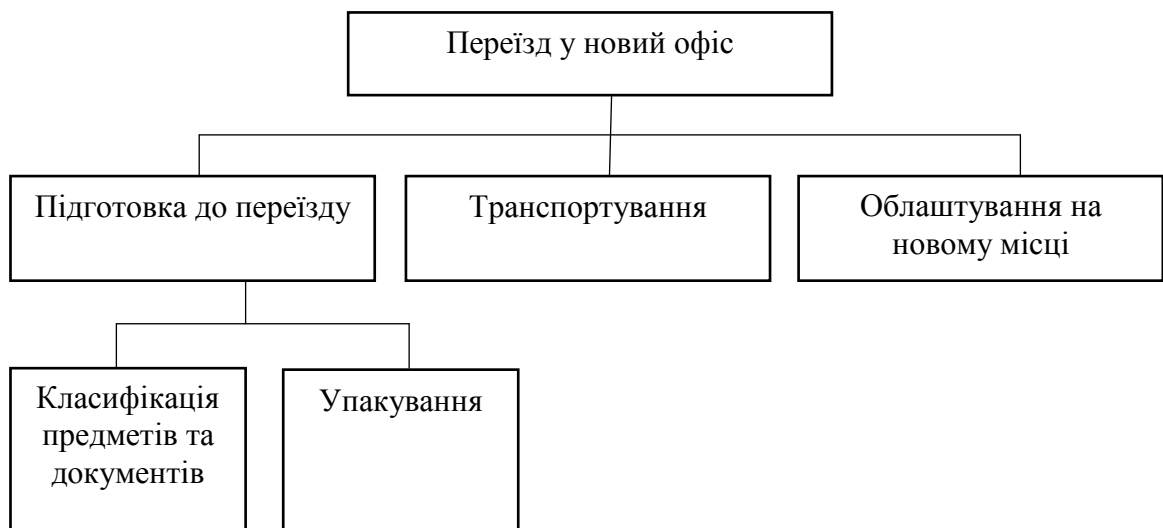 Переїзд у новий офіс
Підготовка до переїзду
Транспортування
Облаштування на
новому місці
Класифікація
предметів та
документів
Упакування